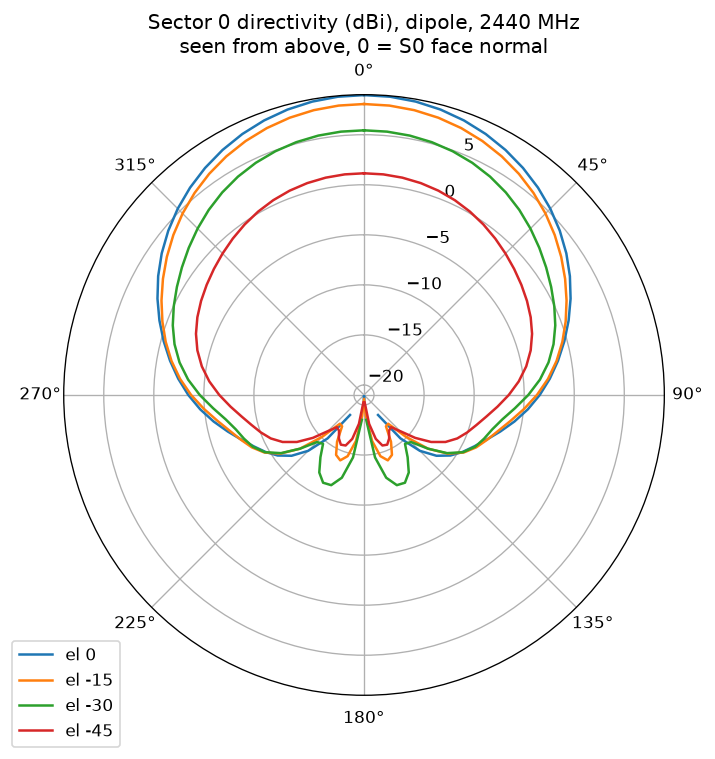 Sector 0 directivity (dBi), dipole, 2440 MHz
seen from above, 0 = S0 face normal
0°
315°
45°
5
0
−5
−10
−15
−20
270°
90°
225°
135°
180°
el 0
el -15
el -30
el -45